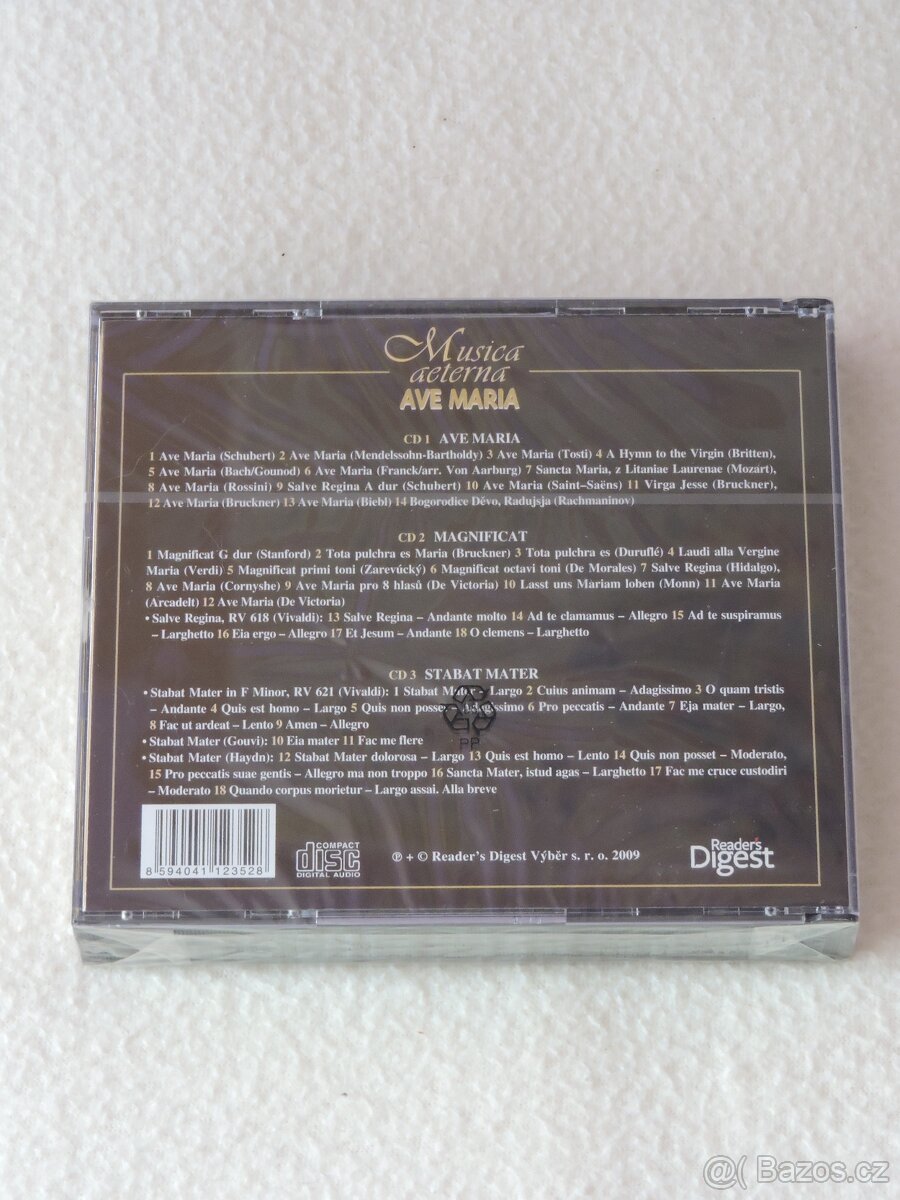 Musica
aeterna
AVE MARIA
CD 1 AVE MARIA
1 Ave Maria (Schubert) 2 Ave Maria (Mendelssohn-Bartholdy) 3 Ave Maria (Tosti) 4 A Hymn to the Virgin (Britten),
5 Ave Maria (Bach/Gounod) 6 Ave Maria (Franck/arr. Von Aarburg) 7 Sancta Maria, z Litaniae Laurenae (Mozart),
8 Ave Maria (Rossini) 9 Salve Regina A dur (Schubert) 10 Ave Maria (Saint–Saëns) 11 Virga Jesse (Bruckner),
12 Ave Maria (Bruckner) 13 Ave Maria (Biebl) 14 Bogorodice Děvo, Radujsja (Rachmaninov)
CD 2 MAGNIFICAT
1 Magnificat G dur (Stanford) 2 Tota pulchra es Maria (Bruckner) 3 Tota pulchra es (Duruflé) 4 Laudi alla Vergine
Maria (Verdi) 5 Magnificat primi toni (Zarevúcký) 6 Magnificat octavi toni (De Morales) 7 Salve Regina (Hidalgo),
8 Ave Maria (Cornyshe) 9 Ave Maria pro 8 hlasů (De Victoria) 10 Lasst uns Mariam loben (Monn) 11 Ave Maria
(Arcadelt) 12 Ave Maria (De Victoria)
• Salve Regina, RV 618 (Vivaldi): 13 Salve Regina – Andante molto 14 Ad te clamamus – Allegro 15 Ad te suspiramus
– Larghetto 16 Eia ergo – Allegro 17 Et Jesum – Andante 18 O clemens – Larghetto
CD 3 STABAT MATER
• Stabat Mater in F Minor, RV 621 (Vivaldi): 1 Stabat Mater – Largo 2 Cuius animam – Adagissimo 3 O quam tristis
– Andante 4 Quis est homo – Largo 5 Quis non posset – Adagissimo 6 Pro peccatis – Andante 7 Eja mater – Largo,
8 Fac ut ardeat – Lento 9 Amen – Allegro
• Stabat Mater (Gouvi): 10 Eia mater 11 Fac me flere
• Stabat Mater (Haydn): 12 Stabat Mater dolorosa – Largo 13 Quis est homo – Lento 14 Quis non posset – Moderato,
15 Pro peccatis suae gentis – Allegro ma non troppo 16 Sancta Mater, istud agas – Larghetto 17 Fac me cruce custodiri
– Moderato 18 Quando corpus morietur – Largo assai. Alla breve
PP
8 594041 123528
COMPACT
disc
DIGITAL AUDIO
℗ + © Reader's Digest Výběr s. r. o. 2009
Reader's
Digest
@( Bazos.cz